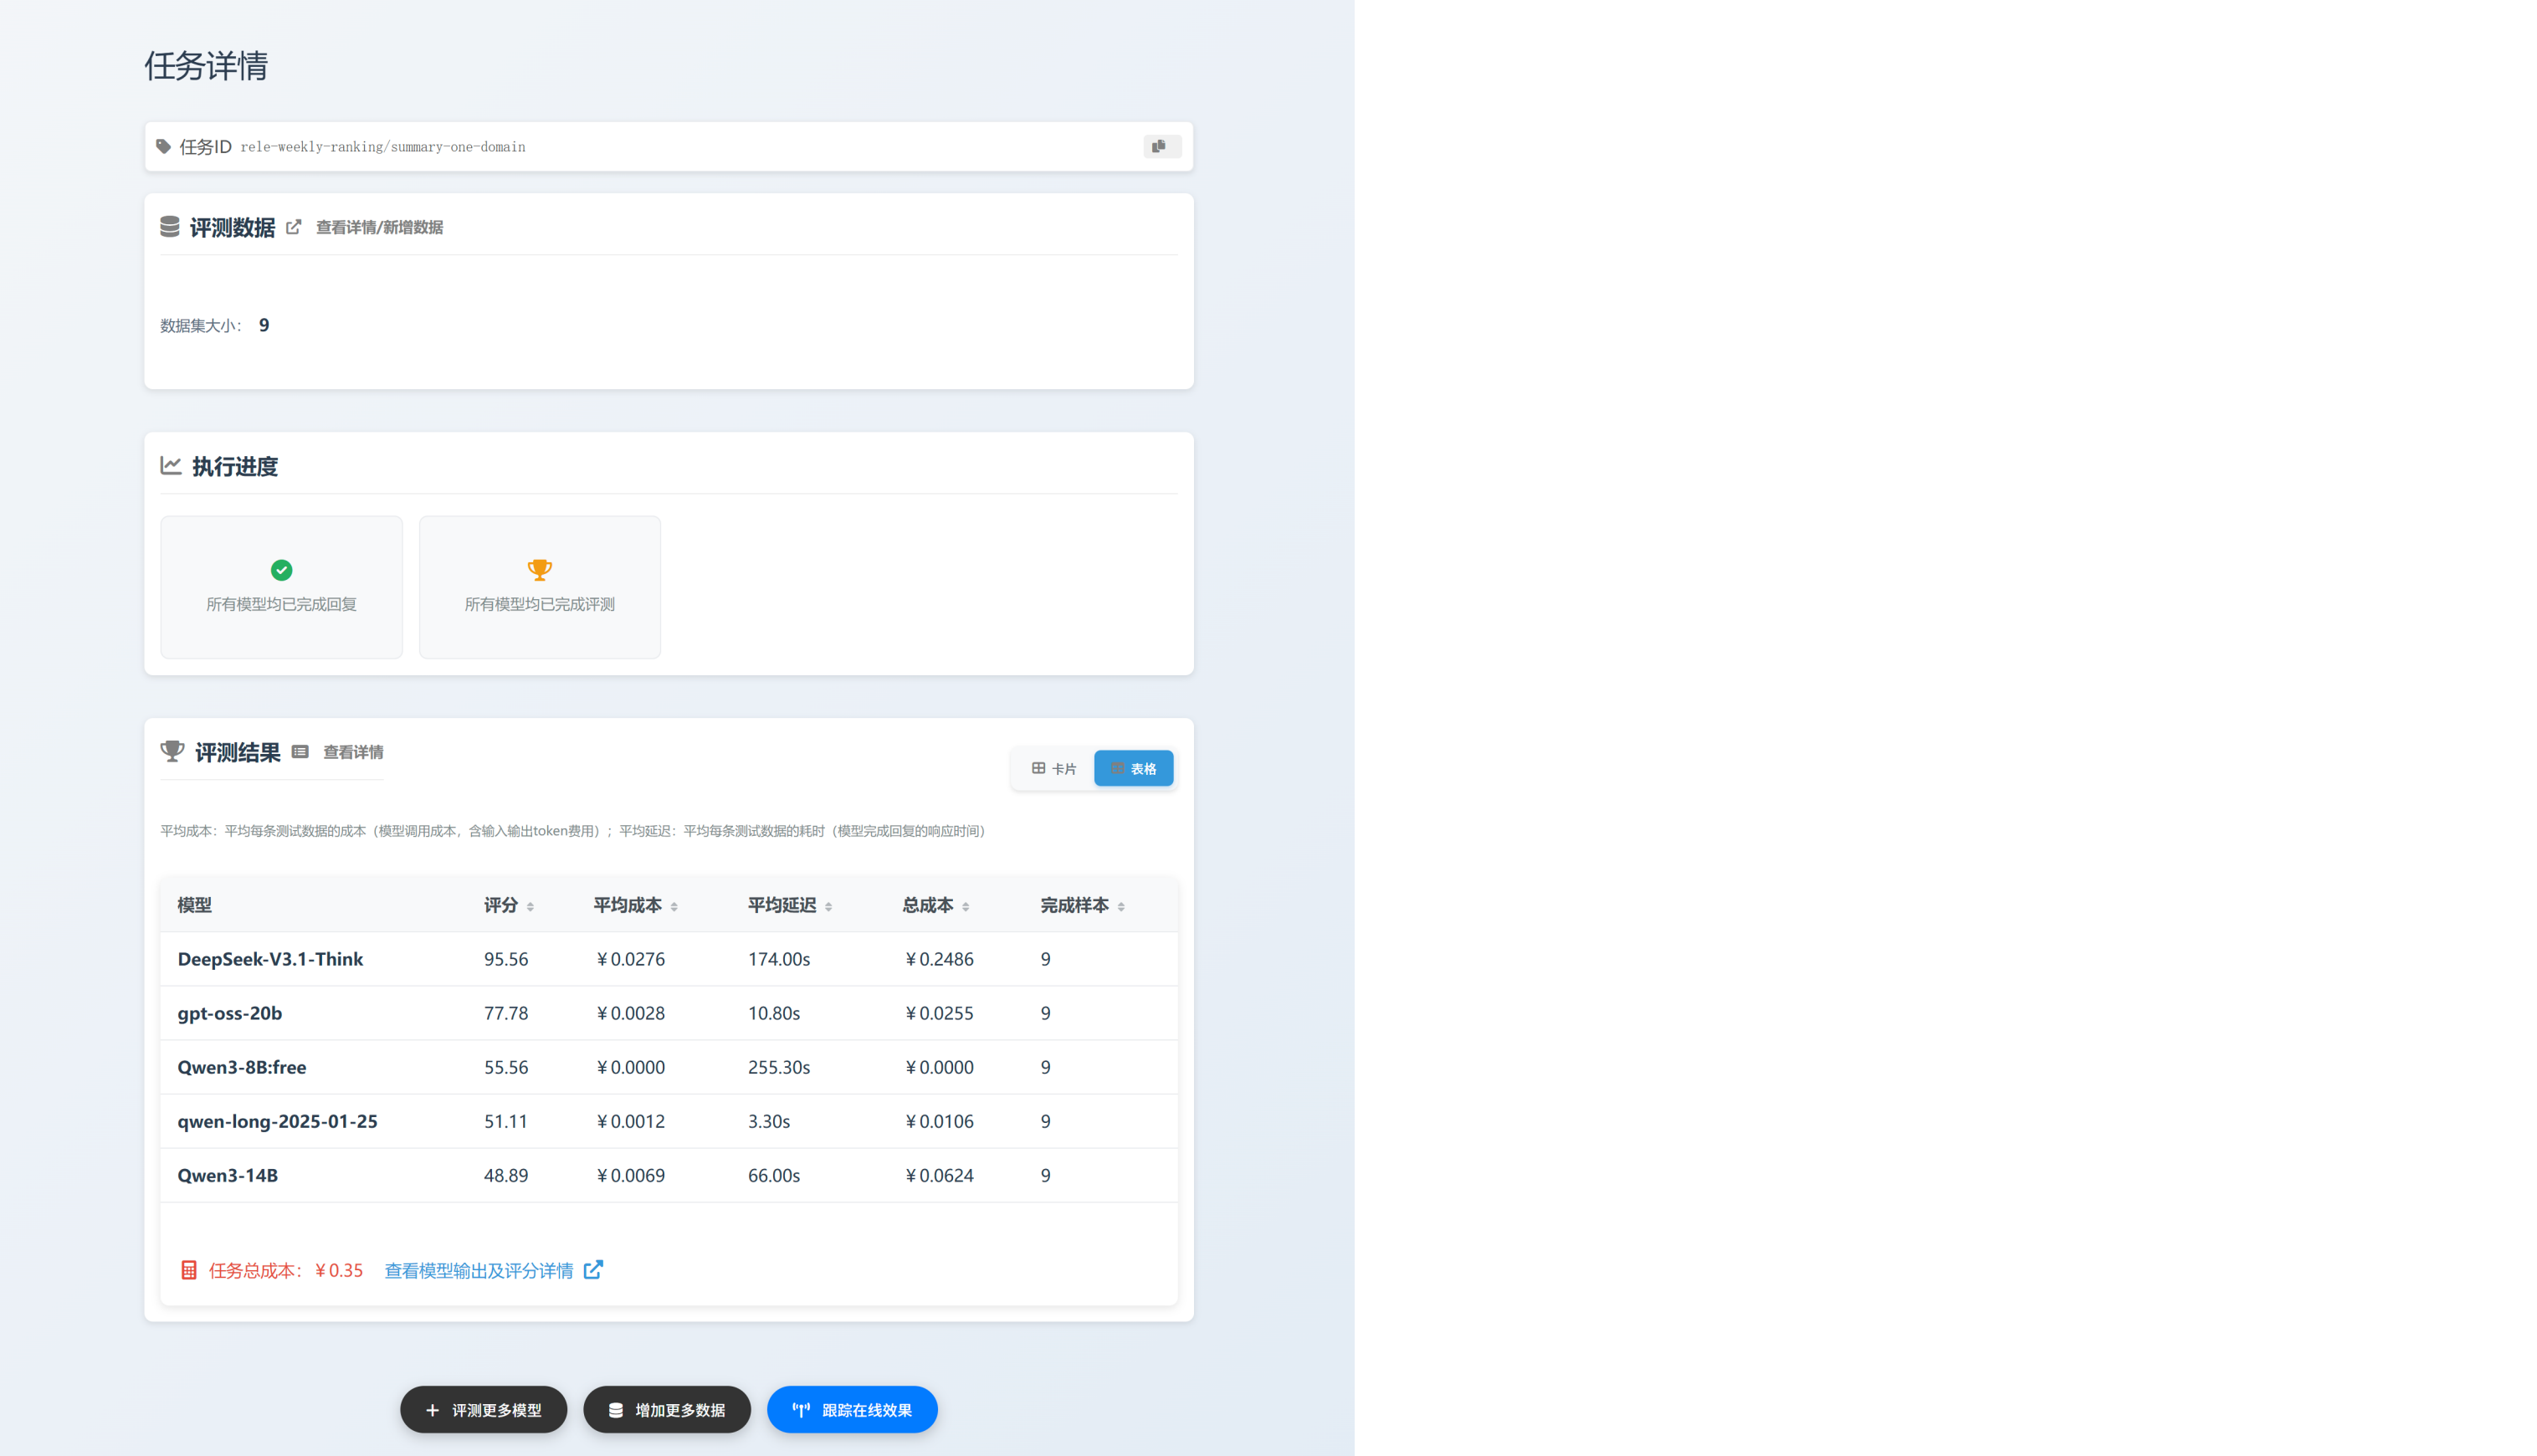 任务详情
任务ID rele-weekly-ranking/summary-one-domain
评测数据 查看详情/新增数据
数据集大小： 9
执行进度
所有模型均已完成回复 所有模型均已完成评测
评测结果 查看详情
卡片 表格
平均成本：平均每条测试数据的成本（模型调用成本，含输入输出token费用）；平均延迟：平均每条测试数据的耗时（模型完成回复的响应时间）
模型 评分 平均成本 平均延迟 总成本 完成样本
DeepSeek-V3.1-Think 95.56 ￥0.0276 174.00s ￥0.2486 9
gpt-oss-20b 77.78 ￥0.0028 10.80s ￥0.0255 9
Qwen3-8B:free 55.56 ￥0.0000 255.30s ￥0.0000 9
qwen-long-2025-01-25 51.11 ￥0.0012 3.30s ￥0.0106 9
Qwen3-14B 48.89 ￥0.0069 66.00s ￥0.0624 9
任务总成本：￥0.35 查看模型输出及评分详情
评测更多模型 增加更多数据 跟踪在线效果